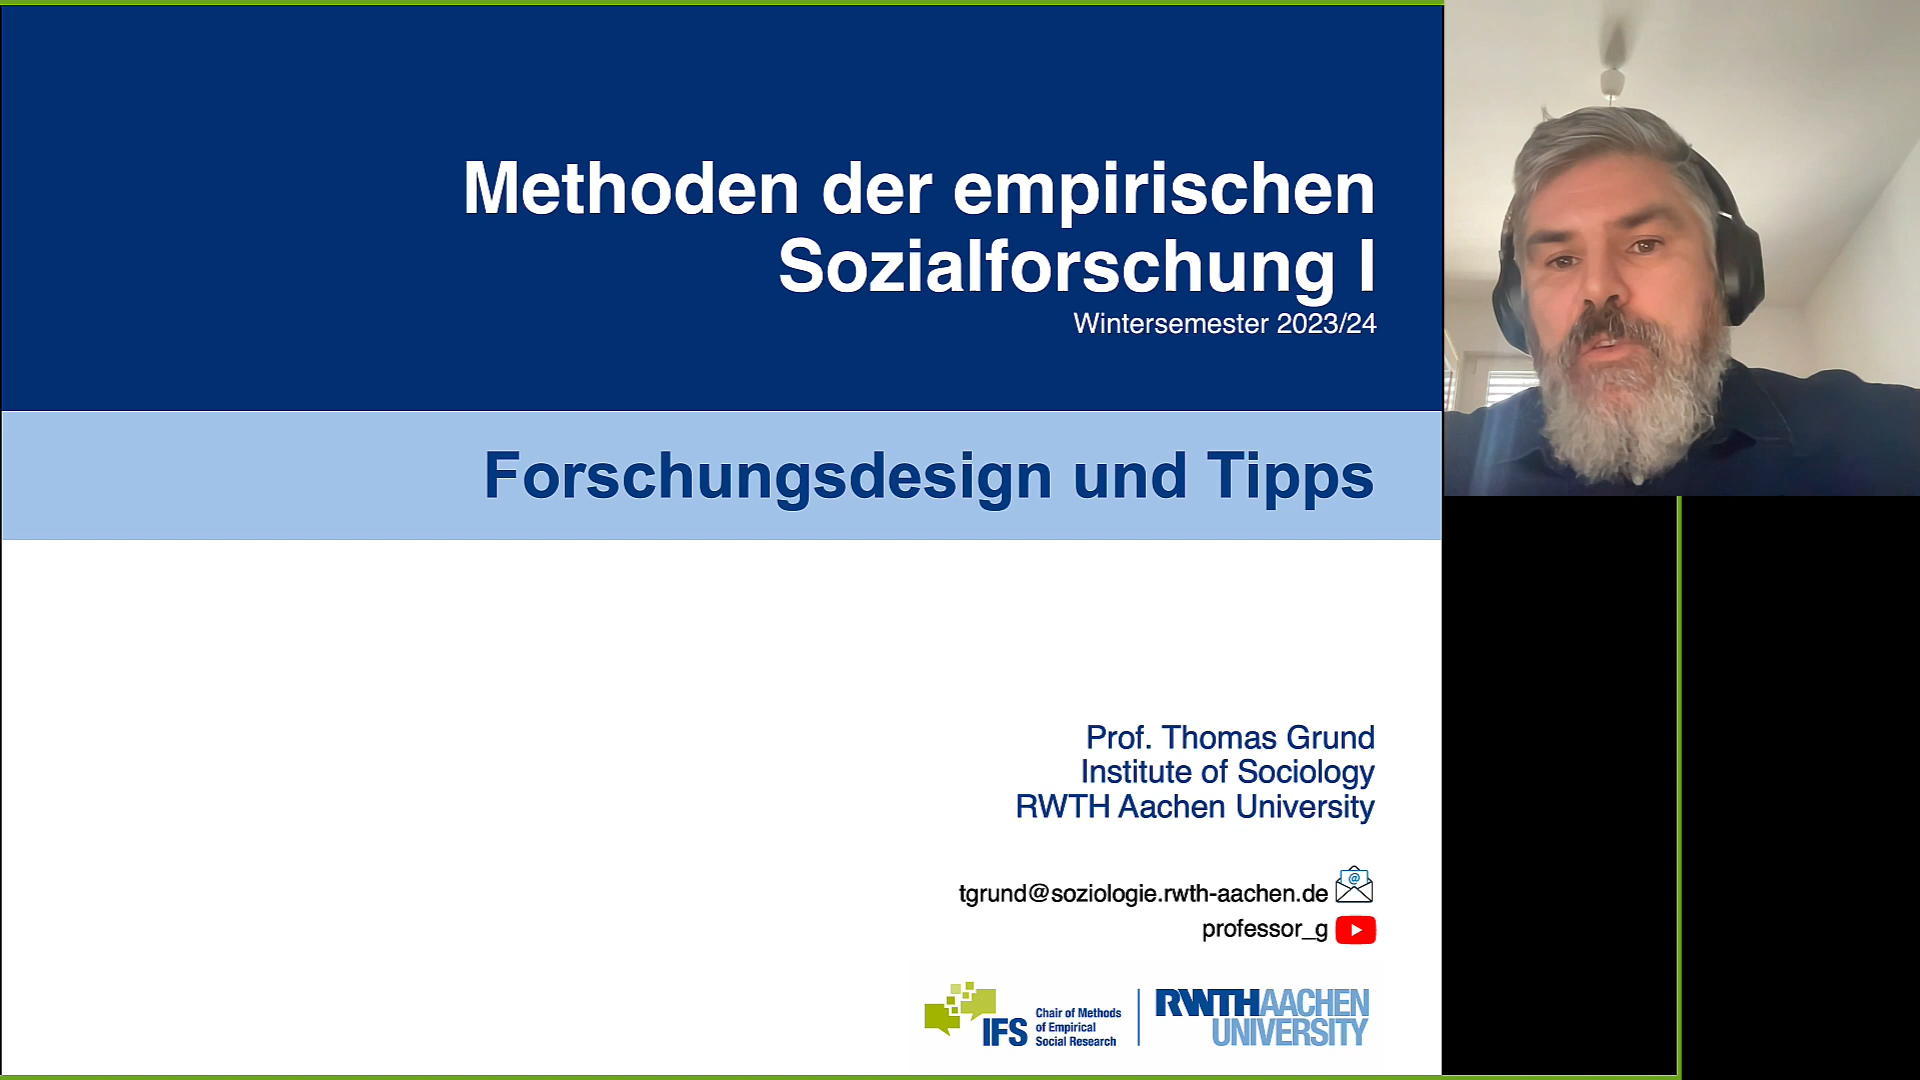 Methoden der empirischen
Sozialforschung I
Wintersemester 2023/24
Forschungsdesign und Tipps
Prof. Thomas Grund
Institute of Sociology
RWTH Aachen University
tgrund@soziologie.rwth-aachen.de
professor_g
IFS
Chair of Methods
of Empirical
Social Research
RWTHAACHEN
UNIVERSITY